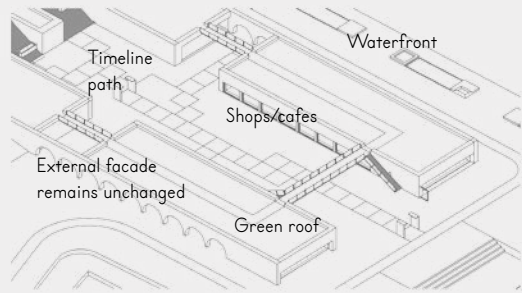 Waterfront
Timeline
path
Shops/cafes
External facade
remains unchanged
Green roof